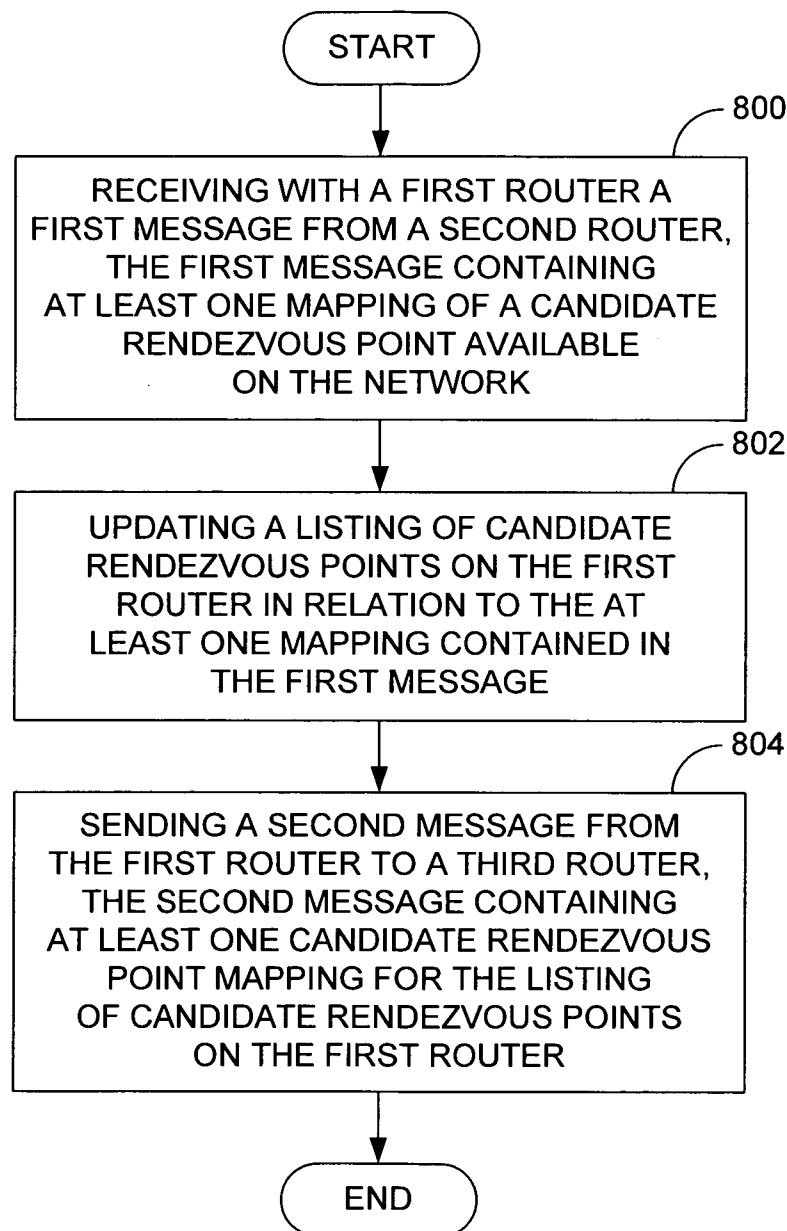 START
800
RECEIVING WITH A FIRST ROUTER A
FIRST MESSAGE FROM A SECOND ROUTER,
THE FIRST MESSAGE CONTAINING
AT LEAST ONE MAPPING OF A CANDIDATE
RENDEZVOUS POINT AVAILABLE
ON THE NETWORK
802
UPDATING A LISTING OF CANDIDATE
RENDEZVOUS POINTS ON THE FIRST
ROUTER IN RELATION TO THE AT
LEAST ONE MAPPING CONTAINED IN
THE FIRST MESSAGE
804
SENDING A SECOND MESSAGE FROM
THE FIRST ROUTER TO A THIRD ROUTER,
THE SECOND MESSAGE CONTAINING
AT LEAST ONE CANDIDATE RENDEZVOUS
POINT MAPPING FOR THE LISTING
OF CANDIDATE RENDEZVOUS POINTS
ON THE FIRST ROUTER
END